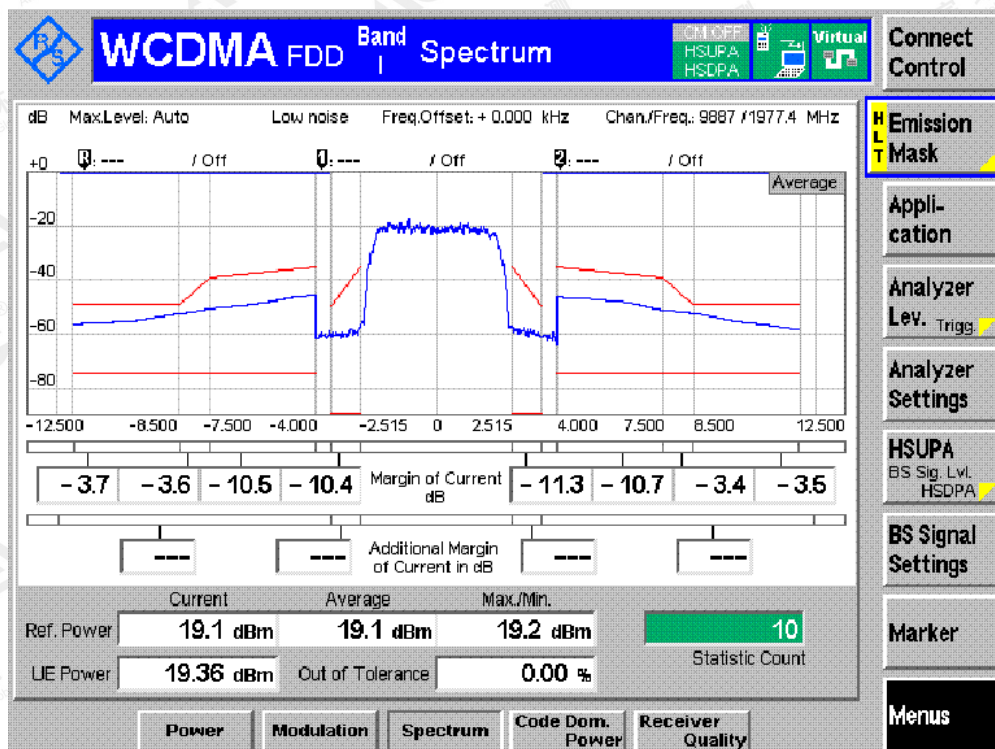 R/S
WCDMA FDD Band I Spectrum
CH OFF
HSUPA
HSDPA
Virtual
Connect Control
dB Max.Level: Auto Low noise Freq.Offset: + 0.000 kHz Chan./Freq.: 9887 /1977.4 MHz
HLT Emission Mask
+0 R: --- / Off 1: --- / Off 2: --- / Off
Average
Appli-
cation
-20
-40
-60
-80
Analyzer Lev. Trigg.
Analyzer Settings
-12.500 -8.500 -7.500 -4.000 -2.515 0 2.515 4.000 7.500 8.500 12.500
HSUPA
BS Sig. Lvl.
HSDPA
- 3.7 - 3.6 - 10.5 - 10.4 Margin of Current dB - 11.3 - 10.7 - 3.4 - 3.5
BS Signal Settings
--- --- Additional Margin of Current in dB --- ---
Current Average Max./Min.
Ref. Power 19.1 dBm 19.1 dBm 19.2 dBm 10
Statistic Count
UE Power 19.36 dBm Out of Tolerance 0.00 %
Marker
Menus
Power Modulation Spectrum Code Dom. Power Receiver Quality